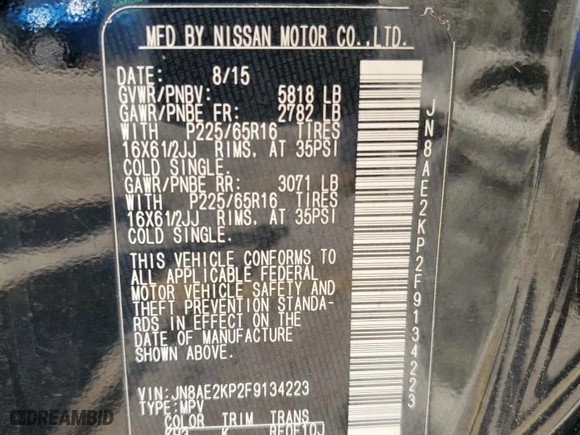 MFD BY NISSAN MOTOR CO.,LTD.
DATE: 8/15
GVWR/PNBV: 5818 LB
GAWR/PNBE FR: 2782 LB
WITH P225/65R16 TIRES
16X61/2JJ RIMS, AT 35PSI
COLD SINGLE.
GAWR/PNBE RR: 3071 LB
WITH P225/65R16 TIRES
16X61/2JJ RIMS, AT 35PSI
COLD SINGLE.
THIS VEHICLE CONFORMS TO
ALL APPLICABLE FEDERAL
MOTOR VEHICLE SAFETY AND
THEFT PREVENTION STANDA-
RDS IN EFFECT ON THE
DATE OF MANUFACTURE
SHOWN ABOVE.
VIN: JN8AE2KP2F9134223
TYPE: MPV
COLOR TRIM TRANS
K RE0F10J
JN8AE2KP2F9134223
DREAMBID